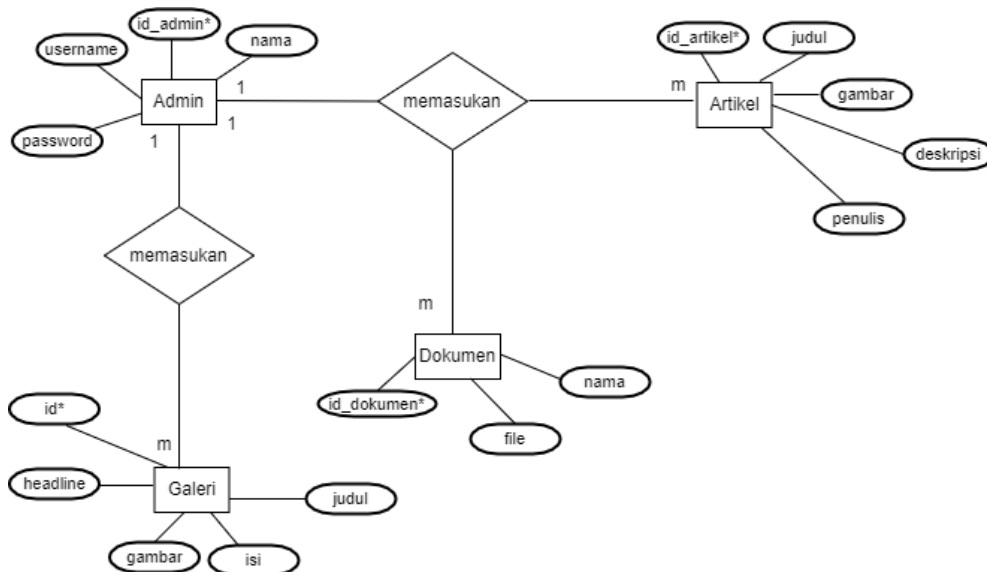 id_admin*
username
nama
Admin
password
1
1
1
memasukan
m
id_artikel*
judul
Artikel
gambar
deskripsi
penulis
memasukan
m
Dokumen
id_dokumen*
nama
file
id*
m
headline
Galeri
judul
gambar
isi